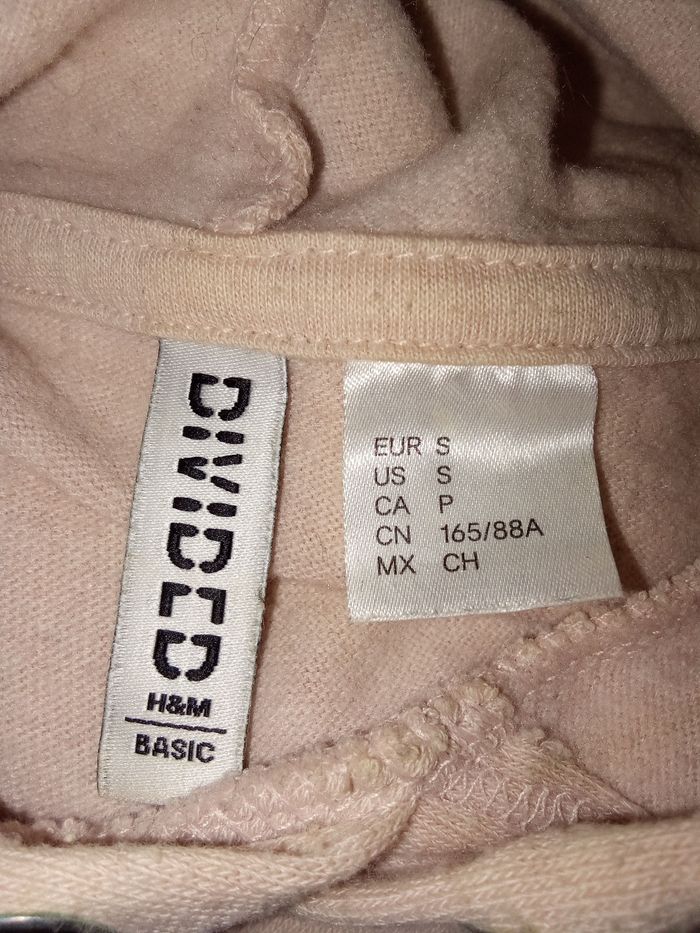 DIVIDED
H&M
BASIC
EUR S
US S
CA P
CN 165/88A
MX CH